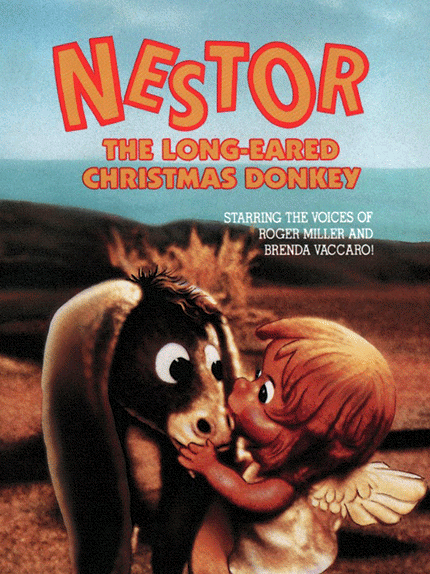 NESTOR
THE LONG-EARED
CHRISTMAS DONKEY
STARRING THE VOICES OF
ROGER MILLER AND
BRENDA VACCARO!